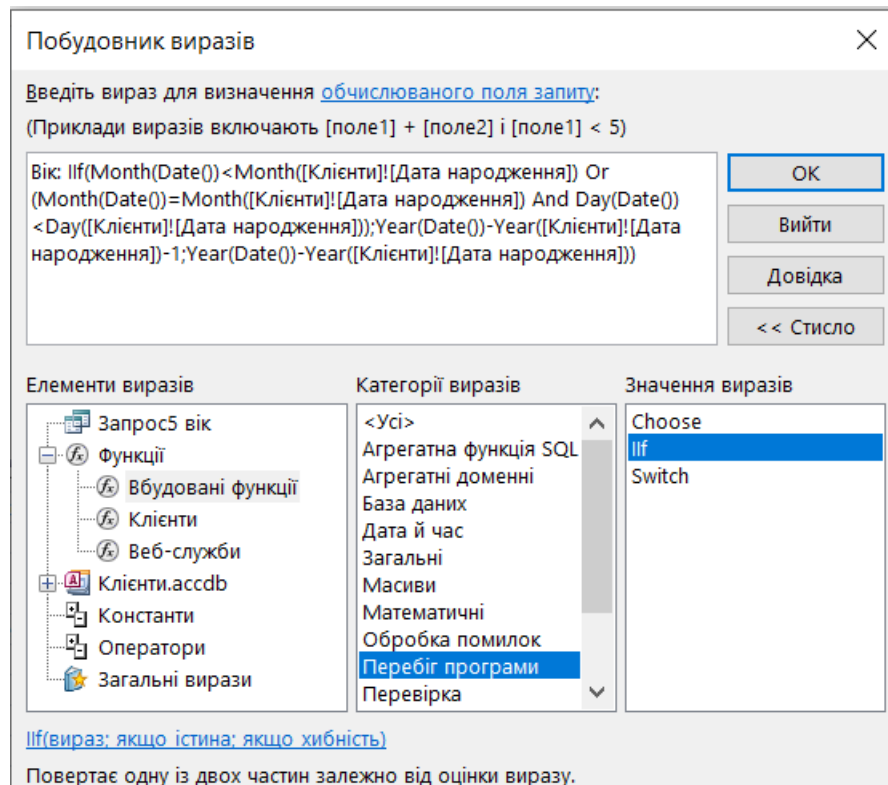 Побудовник виразів
Введіть вираз для визначення обчислюваного поля запиту:
(Приклади виразів включають [поле1] + [поле2] і [поле1] < 5)
Вік: IIf(Month(Date())<Month([Клієнти]![Дата народження]) Or
(Month(Date())=Month([Клієнти]![Дата народження]) And Day(Date())
<Day([Клієнти]![Дата народження]));Year(Date())-Year([Клієнти]![Дата
народження])-1;Year(Date())-Year([Клієнти]![Дата народження]))
ОК
Вийти
Довідка
<< Стисло
Елементи виразів
Запрос5 вік
Функції
Вбудовані функції
Клієнти
Веб-служби
Клієнти.accdb
Константи
Оператори
Загальні вирази
Категорії виразів
<Усі>
Агрегатна функція SQL
Агрегатні доменні
База даних
Дата й час
Загальні
Масиви
Математичні
Обробка помилок
Перебіг програми
Перевірка
Значення виразів
Choose
IIf
Switch
IIf(вираз; якщо істина; якщо хибність)
Повертає одну із двох частин залежно від оцінки виразу.